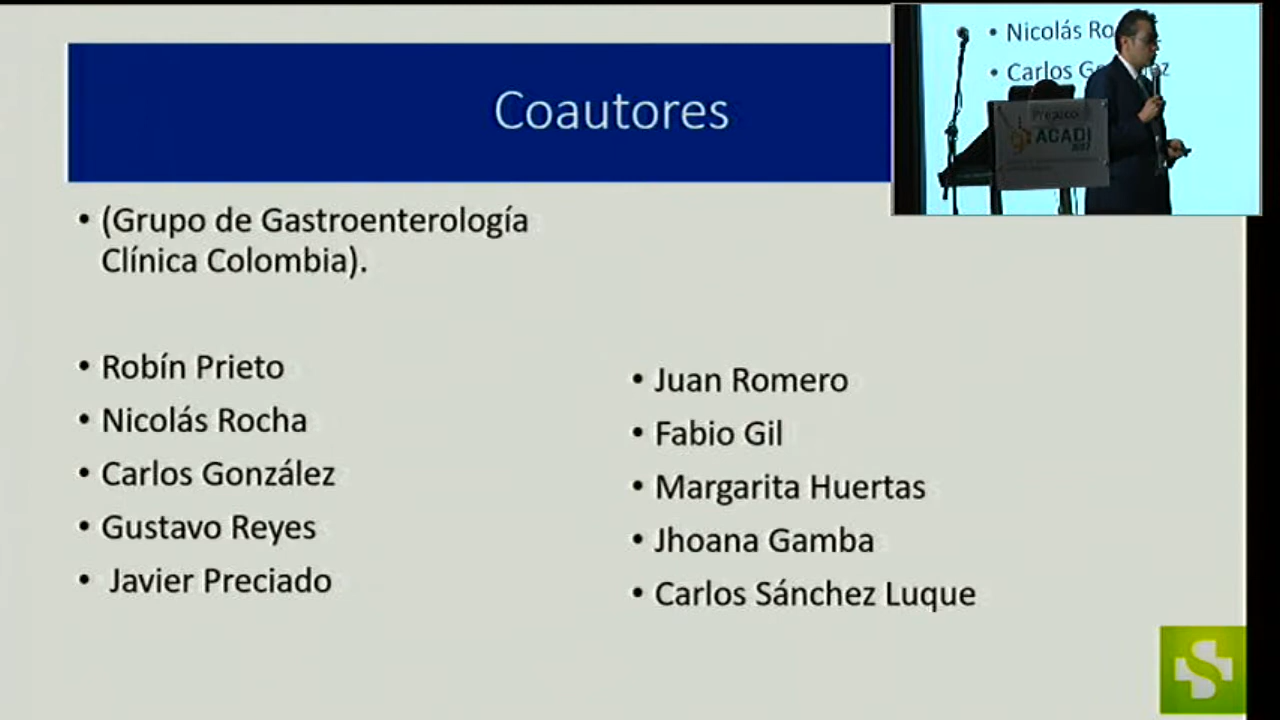 Coautores
• (Grupo de Gastroenterología
Clínica Colombia).
• Robín Prieto
• Nicolás Rocha
• Carlos González
• Gustavo Reyes
• Javier Preciado
• Juan Romero
• Fabio Gil
• Margarita Huertas
• Jhoana Gamba
• Carlos Sánchez Luque
• Nicolás Ro
• Carlos G
ez
ACADI